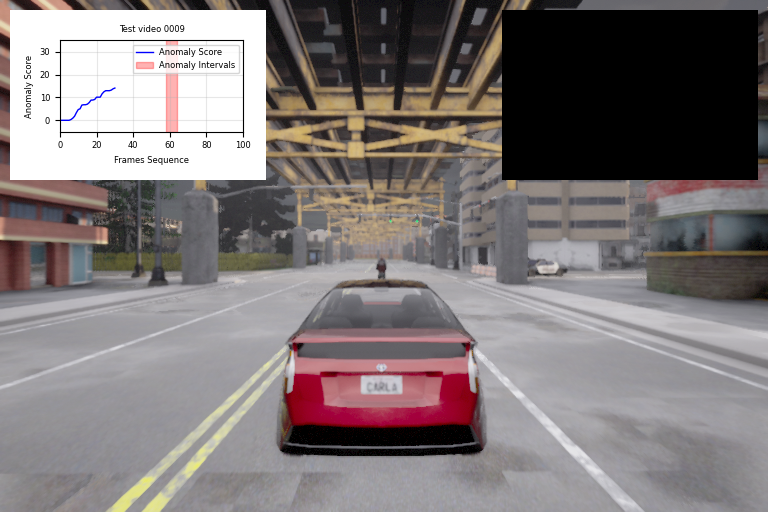 Test video 0009
Anomaly Score
Anomaly Intervals
Anomaly Score
30
20
10
0
0 20 40 60 80 100
Frames Sequence
CARLA